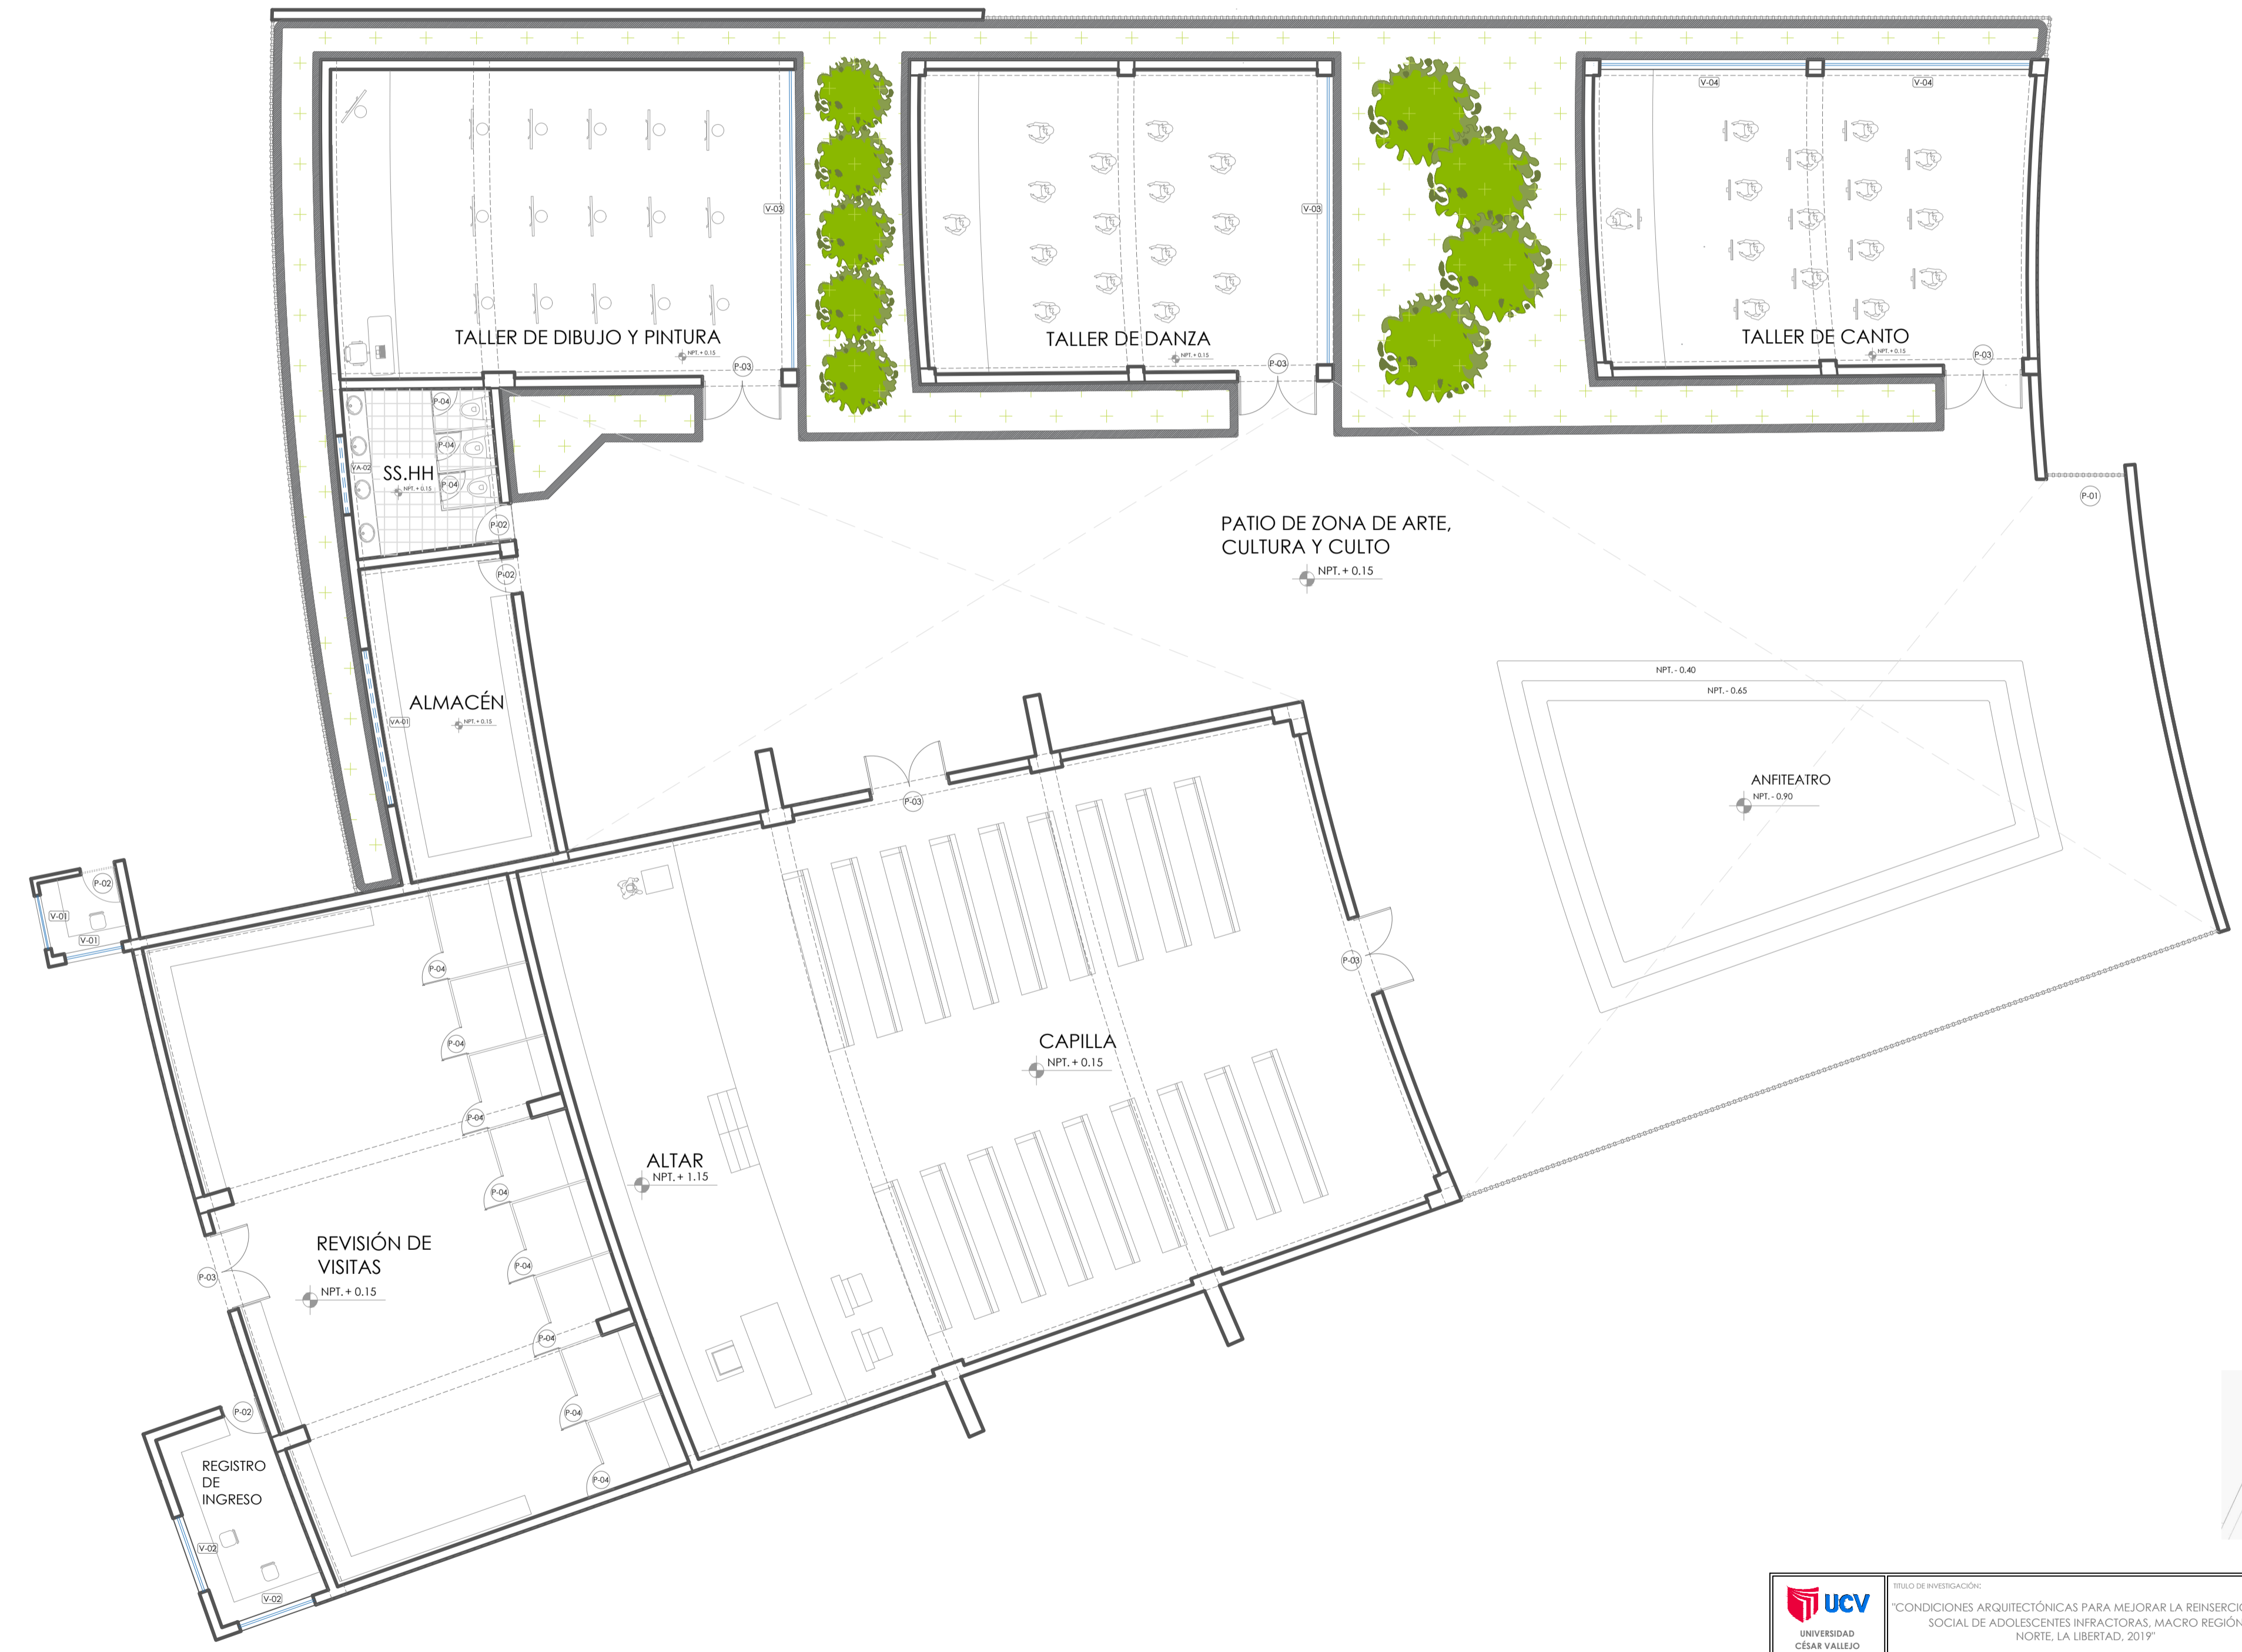 V-04
V-04
V-03
V-03
TALLER DE DIBUJO Y PINTURA
NPT. + 0.15
P-03
TALLER DE DANZA
NPT. + 0.15
P-03
TALLER DE CANTO
NPT. + 0.15
P-03
P-04
P-04
P-04
VA-02
SS.HH
NPT. + 0.15
P-02
P-02
P-01
PATIO DE ZONA DE ARTE,
CULTURA Y CULTO
NPT. + 0.15
ALMACÉN
NPT. + 0.15
VA-01
NPT. - 0.40
NPT. - 0.65
ANFITEATRO
NPT. - 0.90
P-03
P-02
V-01
V-01
P-03
CAPILLA
NPT. + 0.15
ALTAR
NPT. + 1.15
P-04
P-04
P-04
P-04
P-04
P-04
P-04
P-04
REVISIÓN DE
VISITAS
NPT. + 0.15
P-03
P-02
REGISTRO
DE
INGRESO
V-02
V-02
UCV
UNIVERSIDAD
CÉSAR VALLEJO
TITULO DE INVESTIGACIÓN:
"CONDICIONES ARQUITECTÓNICAS PARA MEJORAR LA REINSERCI
SOCIAL DE ADOLESCENTES INFRACTORAS, MACRO REGIÓN
NORTE, LA LIBERTAD, 2019"